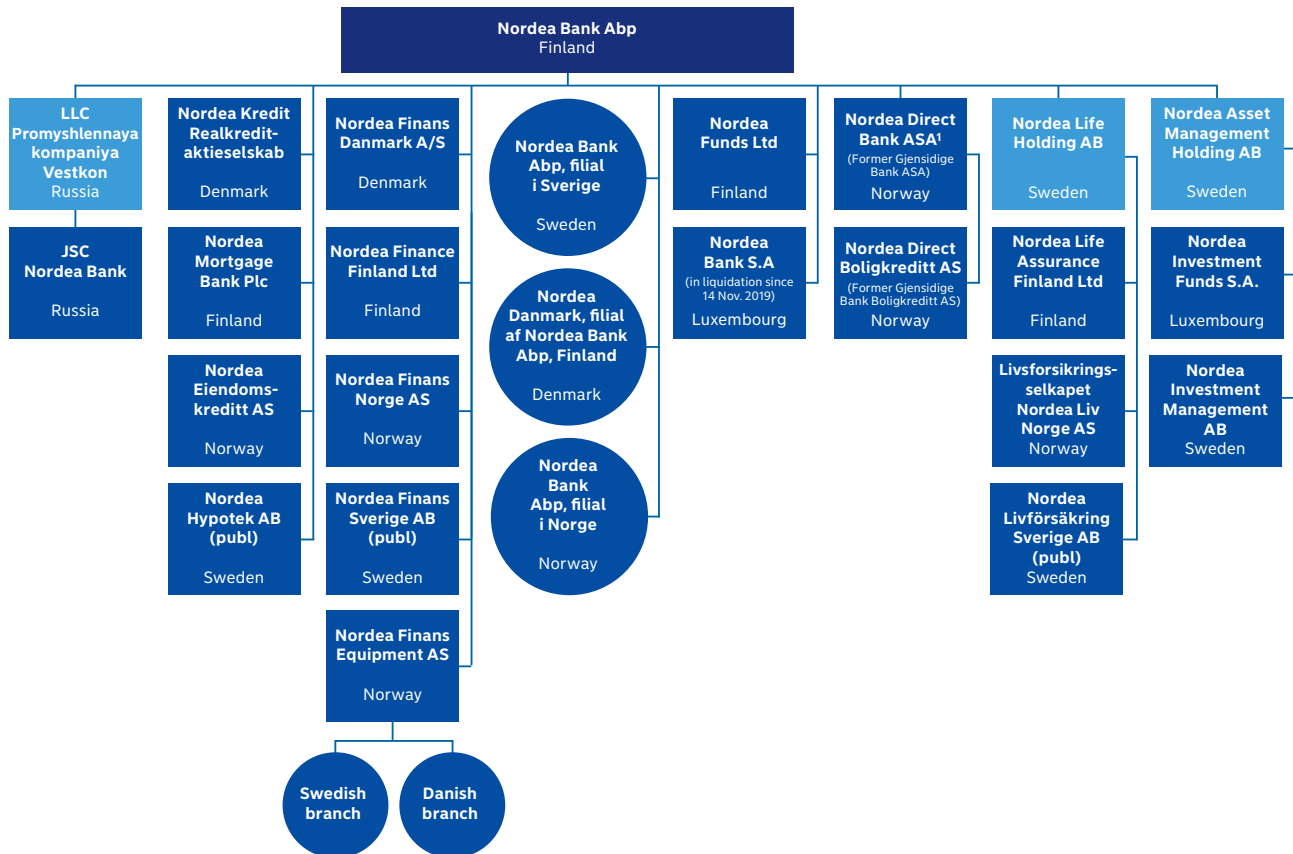 Nordea Bank Abp
Finland
LLC
Promyshlennaya
kompaniya
Vestkon
Russia
JSC
Nordea Bank
Russia
Nordea Kredit
Realkredit-
aktieselskab
Denmark
Nordea
Mortgage
Bank Plc
Finland
Nordea
Eiendoms-
kreditt AS
Norway
Nordea
Hypotek AB
(publ)
Sweden
Nordea Finans
Danmark A/S
Denmark
Nordea Finance
Finland Ltd
Finland
Nordea Finans
Norge AS
Norway
Nordea Finans
Sverige AB
(publ)
Sweden
Nordea Finans
Equipment AS
Norway
Swedish
branch
Danish
branch
Nordea Bank
Abp, filial
i Sverige
Sweden
Nordea
Danmark, filial
af Nordea Bank
Abp, Finland
Denmark
Nordea
Bank
Abp, filial
i Norge
Norway
Nordea
Funds Ltd
Finland
Nordea
Bank S.A
(in liquidation since
14 Nov. 2019)
Luxembourg
Nordea Direct
Bank ASA¹
(Former Gjensidige
Bank ASA)
Norway
Nordea Direct
Boligkreditt AS
(Former Gjensidige
Bank Boligkreditt AS)
Norway
Nordea Life
Holding AB
Sweden
Nordea Life
Assurance
Finland Ltd
Finland
Livsforsikrings-
selkapet
Nordea Liv
Norge AS
Norway
Nordea
Livförsäkring
Sverige AB
(publ)
Sweden
Nordea Asset
Management
Holding AB
Sweden
Nordea
Investment
Funds S.A.
Luxembourg
Nordea
Investment
Management
AB
Sweden